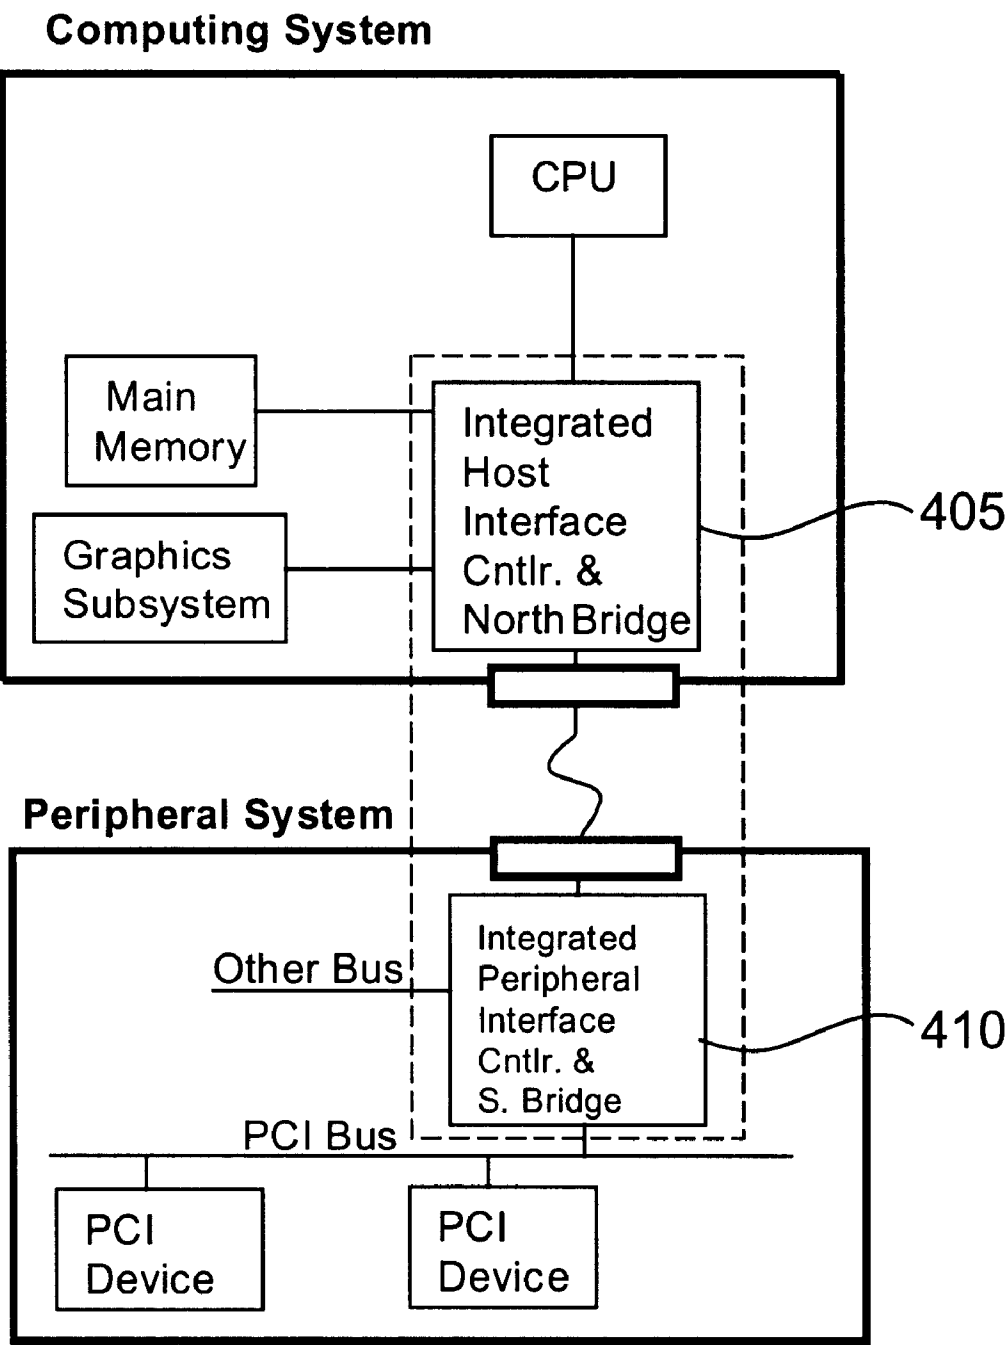 Computing System
CPU
Main
Memory
Graphics
Subsystem
Integrated
Host
Interface
Cntlr. &
North Bridge
405
Peripheral System
Other Bus
Integrated
Peripheral
Interface
Cntlr. &
S. Bridge
410
PCI Bus
PCI
Device
PCI
Device